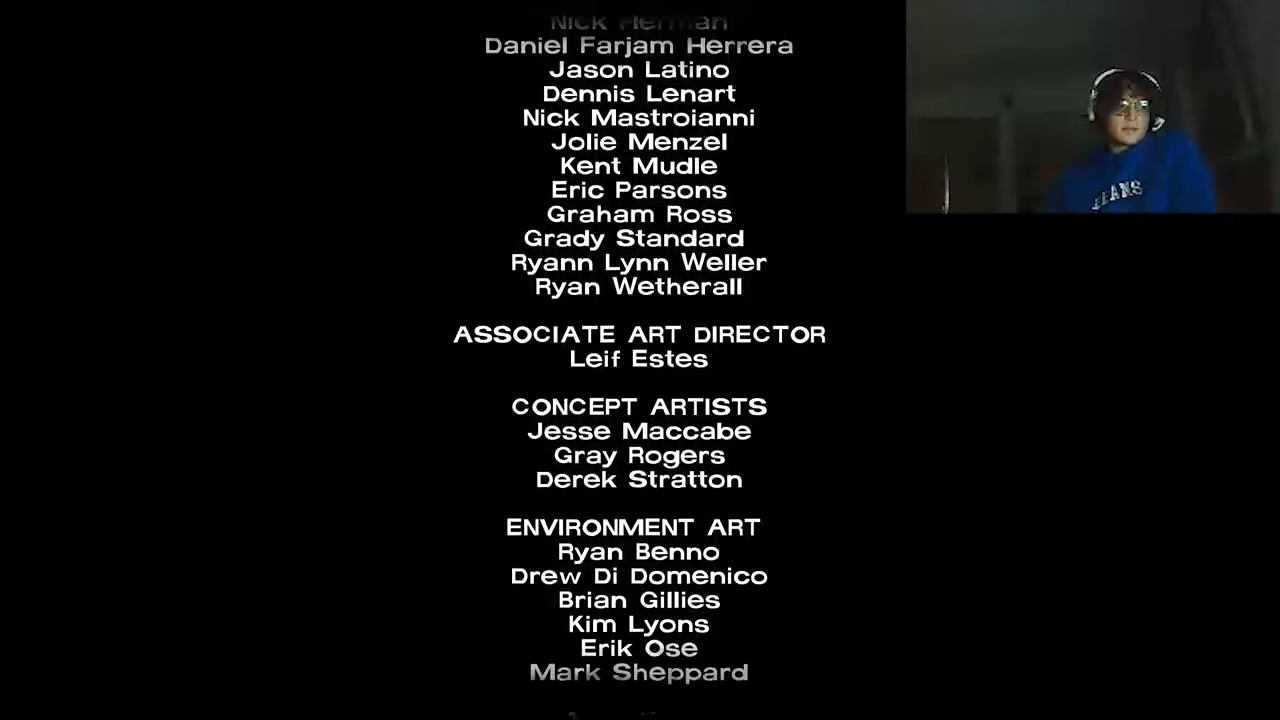 Nick Herman
Daniel Farjam Herrera
Jason Latino
Dennis Lenart
Nick Mastroianni
Jolie Menzel
Kent Mudle
Eric Parsons
Graham Ross
Grady Standard
Ryann Lynn Weller
Ryan Wetherall
ASSOCIATE ART DIRECTOR
Leif Estes
CONCEPT ARTISTS
Jesse Maccabe
Gray Rogers
Derek Stratton
ENVIRONMENT ART
Ryan Benno
Drew Di Domenico
Brian Gillies
Kim Lyons
Erik Ose
Mark Sheppard